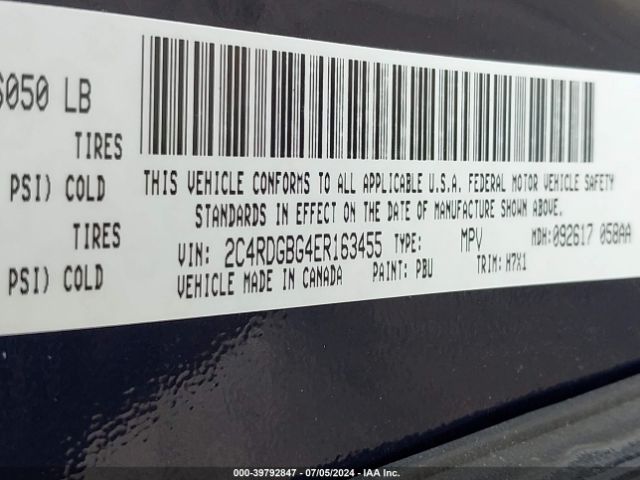 6050 LB
TIRES
PSI) COLD
TIRES
PSI) COLD
THIS VEHICLE CONFORMS TO ALL APPLICABLE U.S.A. FEDERAL MOTOR VEHICLE SAFETY
STANDARDS IN EFFECT ON THE DATE OF MANUFACTURE SHOWN ABOVE.
VIN: 2C4RDGBG4ER163455 TYPE: MPV MDH:092617 058AA
VEHICLE MADE IN CANADA PAINT: PBU TRIM: H7X1
000-39792847 - 07/05/2024 - IAA Inc.